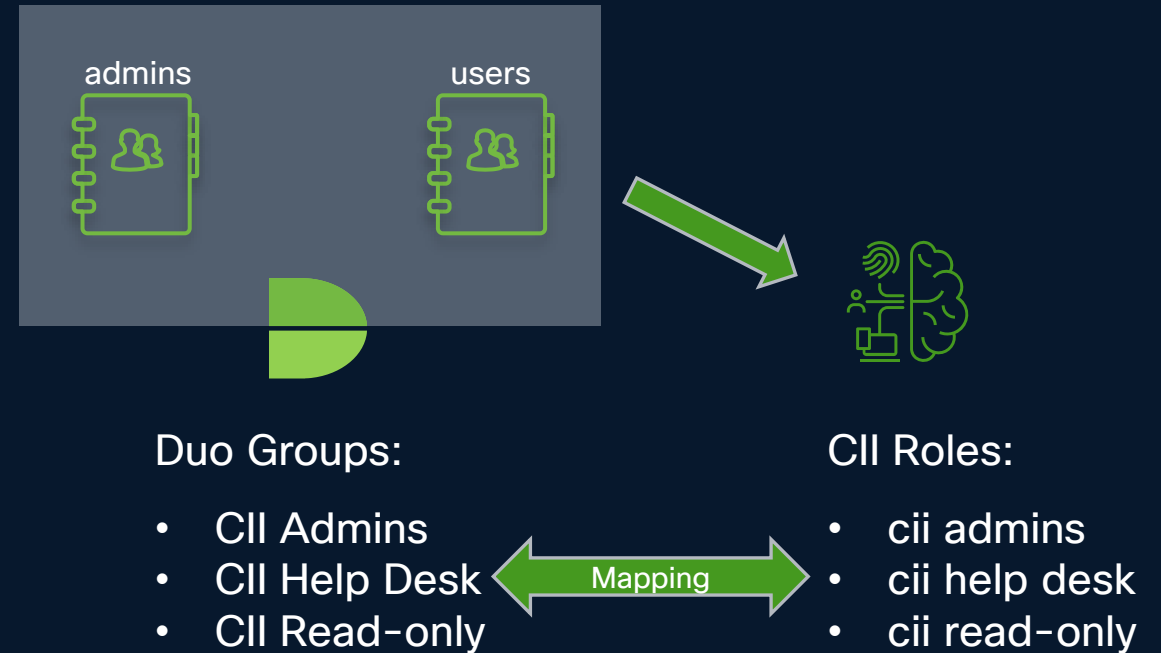 admins
users
Duo Groups:
• CII Admins
• CII Help Desk
• CII Read-only
Mapping
CII Roles:
• cii admins
• cii help desk
• cii read-only